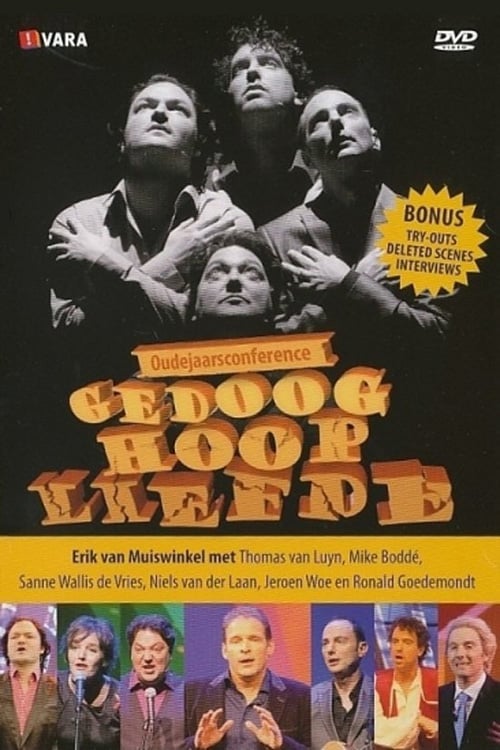 VARA
DVD
VIDEO
BONUS
TRY-OUTS
DELETED SCENES
INTERVIEWS
Oudejaarsconference
GEDOOG
HOOP
LIEFDE
Erik van Muiswinkel met Thomas van Luyn, Mike Boddé,
Sanne Wallis de Vries, Niels van der Laan, Jeroen Woe en Ronald Goedemondt